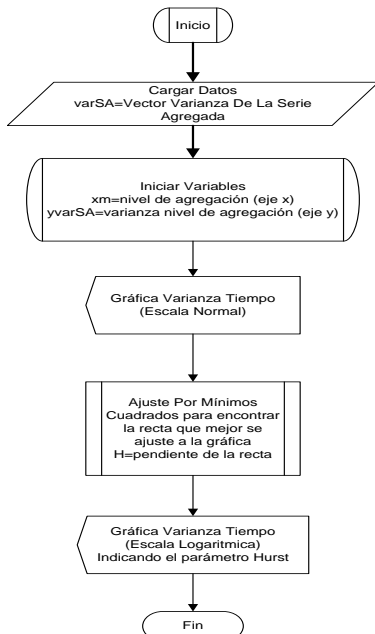 Inicio
Cargar Datos
varSA=Vector Varianza De La Serie
Agregada
Iniciar Variables
xm=nivel de agregación (eje x)
yvarSA=varianza nivel de agregación (eje y)
Gráfica Varianza Tiempo
(Escala Normal)
Ajuste Por Mínimos
Cuadrados para encontrar
la recta que mejor se
ajuste a la gráfica
H=pendiente de la recta
Gráfica Varianza Tiempo
(Escala Logaritmica)
Indicando el parámetro Hurst
Fin